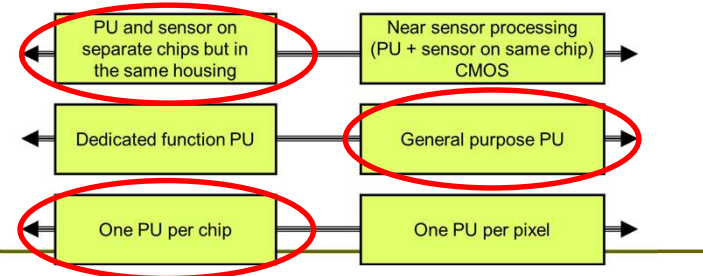 PU and sensor on
separate chips but in
the same housing
Near sensor processing
(PU + sensor on same chip)
CMOS
Dedicated function PU
General purpose PU
One PU per chip
One PU per pixel